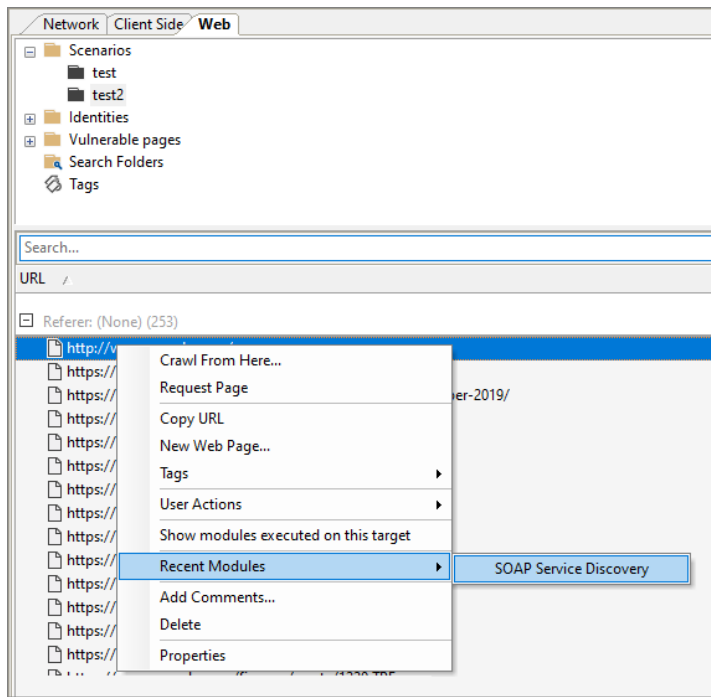 Network Client Side Web
Scenarios
test
test2
Identities
Vulnerable pages
Search Folders
Tags
Search...
URL
Referer: (None) (253)
http://
Crawl From Here...
https://
Request Page
https://
er-2019/
https://
Copy URL
https://
New Web Page...
https://
Tags
https://
https://
User Actions
https://
Show modules executed on this target
https://
Recent Modules
SOAP Service Discovery
https://
Add Comments...
https://
Delete
https://
https://
Properties